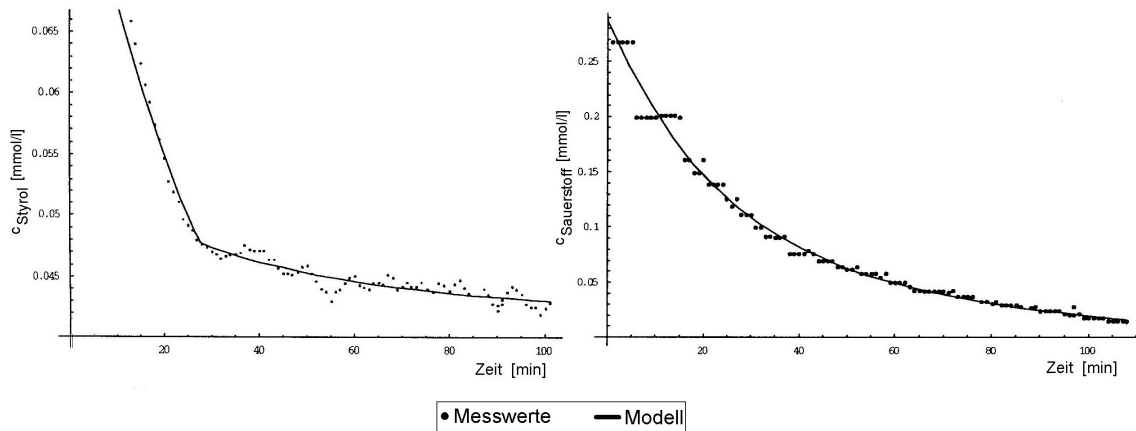 0.065
0.06
0.055
0.05
0.045
c Styrol [mmol/l]
20 40 60 80 100
Zeit [min]
0.25
0.2
0.15
0.1
0.05
c Sauerstoff [mmol/l]
20 40 60 80 100
Zeit [min]
Messwerte Modell